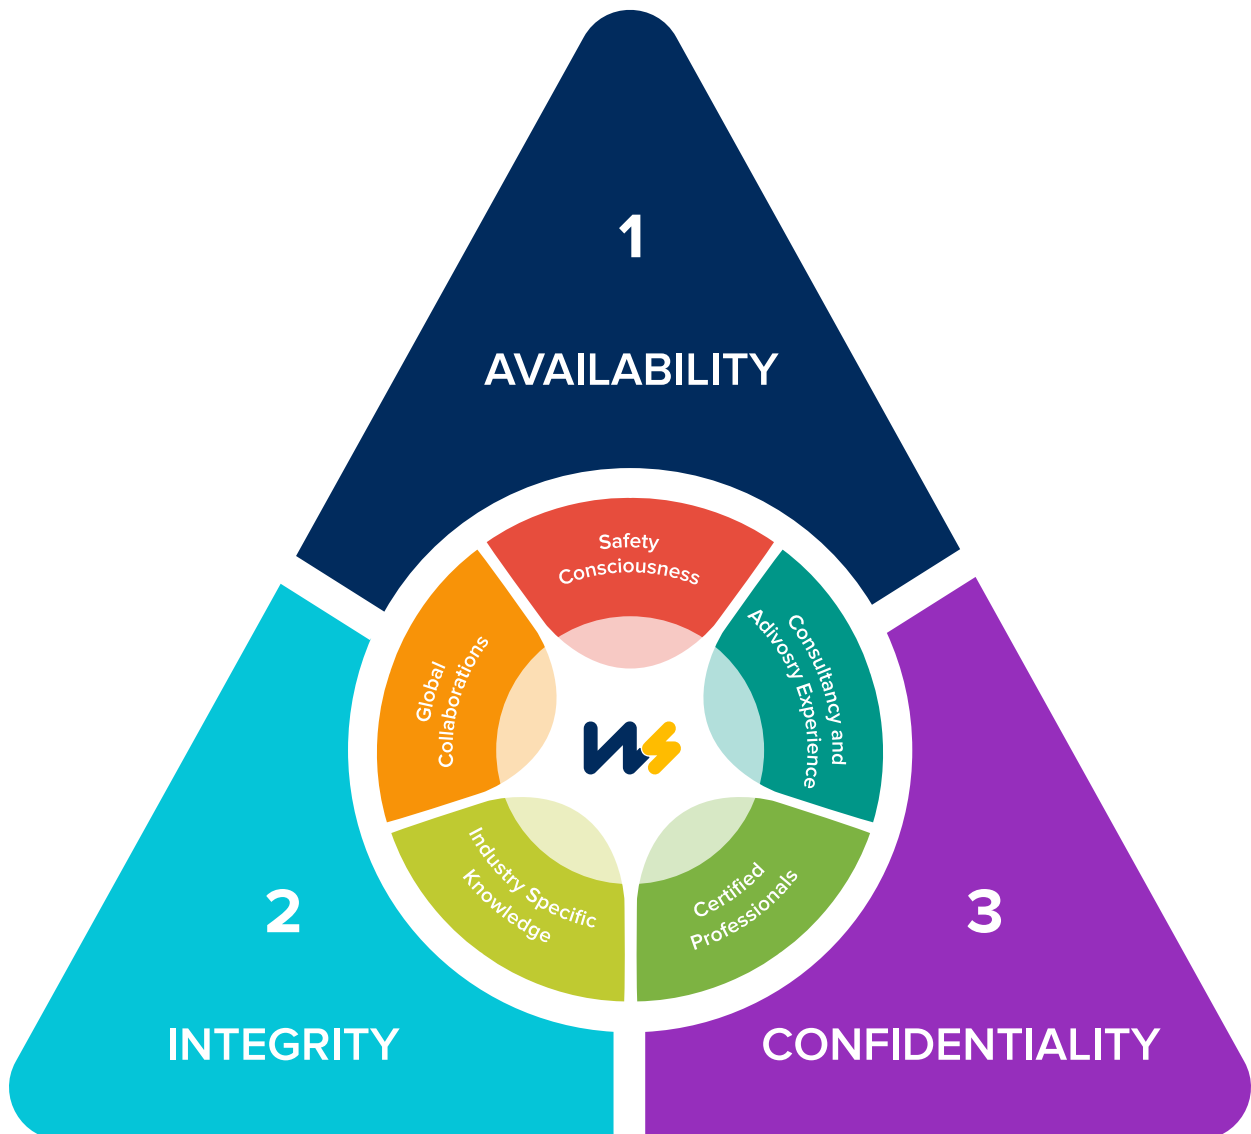 1
AVAILABILITY
Safety
Consciousness
Global
Collaborations
Consultancy and
Adivosry Experience
Industry Specific
Knowledge
Certified
Professionals
2
INTEGRITY
3
CONFIDENTIALITY